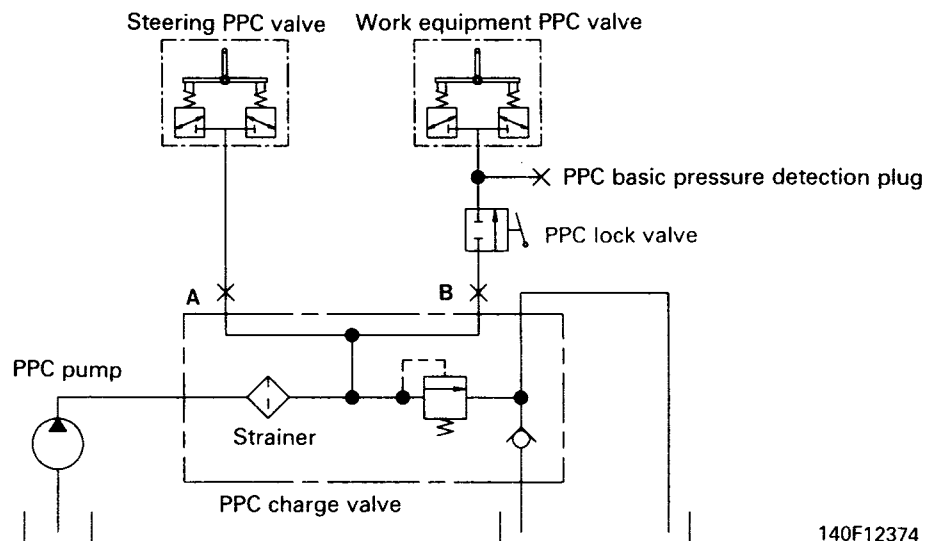 Steering PPC valve
Work equipment PPC valve
PPC basic pressure detection plug
PPC lock valve
A
B
PPC pump
Strainer
PPC charge valve
140F12374